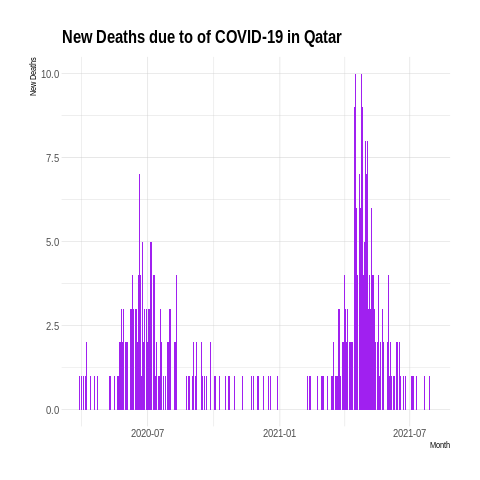 New Deaths due to of COVID-19 in Qatar
New Deaths
10.0
7.5
5.0
2.5
0.0
2020-07
2021-01
2021-07
Month